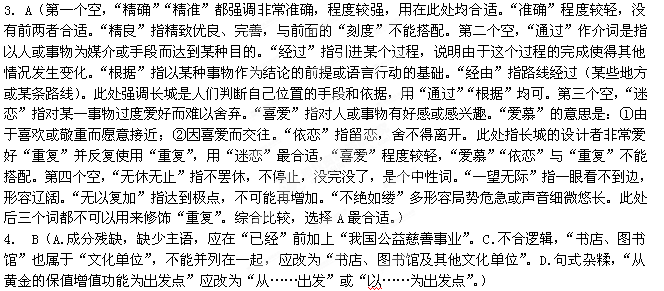 3. A（第一个空，“精确”“精准”都强调非常准确，程度较强，用在此处均合适。“准确”程度较轻，没
有前两者合适。“精良”指精致优良、完善，与前面的“刻度”不能搭配。第二个空，“通过”作介词是指
以人或事物为媒介或手段而达到某种目的。“经过”指引进某个过程，说明由于这个过程的完成使得其他
情况发生变化。“根据”指以某种事物作为结论的前提或语言行动的基础。“经由”指路线经过（某些地方
或某条路线）。此处强调长城是人们判断自己位置的手段和依据，用“通过”“根据”均可。第三个空，“迷
恋”指对某一事物过度爱好而难以舍弃。“喜爱”指对人或事物有好感或感兴趣。“爱慕”的意思是：①由
于喜欢或敬重而愿意接近；②因喜爱而交往。“依恋”指留恋，舍不得离开。此处指长城的设计者非常爱
好“重复”并反复使用“重复”，用“迷恋”最合适，“喜爱”程度较轻，“爱慕”“依恋”与“重复”不能
搭配。第四个空，“无休无止”指不罢休，不停止，没完没了，是个中性词。“一望无际”指一眼看不到边，
形容辽阔。“无以复加”指达到极点，不可能再增加。“不绝如缕”多形容局势危急或声音细微悠长。此处
后三个词都不可以用来修饰“重复”。综合比较，选择 A 最合适。）
4. B（A.成分残缺，缺少主语，应在“已经”前加上“我国公益慈善事业”。C.不合逻辑，“书店、图书
馆”也属于“文化单位”，不能并列在一起，应改为“书店、图书馆及其他文化单位”。D.句式杂糅，“从
黄金的保值增值功能为出发点”应改为“从……出发”或“以……为出发点”。）